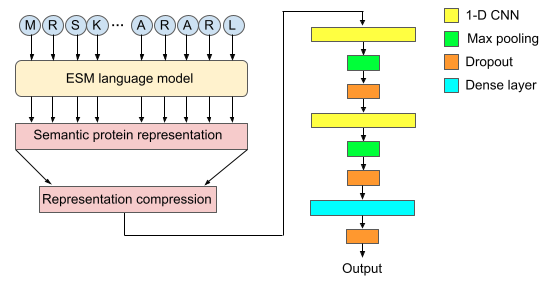 M R S K ... A R A R L
ESM language model
Semantic protein representation
Representation compression
1-D CNN
Max pooling
Dropout
Dense layer
Output